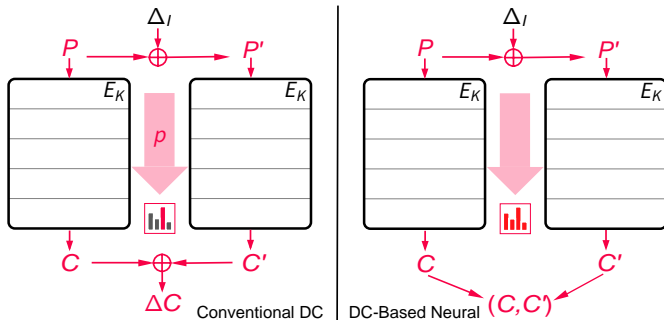 Δ_I
P P'
E_K E_K
p
C C'
ΔC
Conventional DC
Δ_I
P P'
E_K E_K
C C'
(C,C')
DC-Based Neural